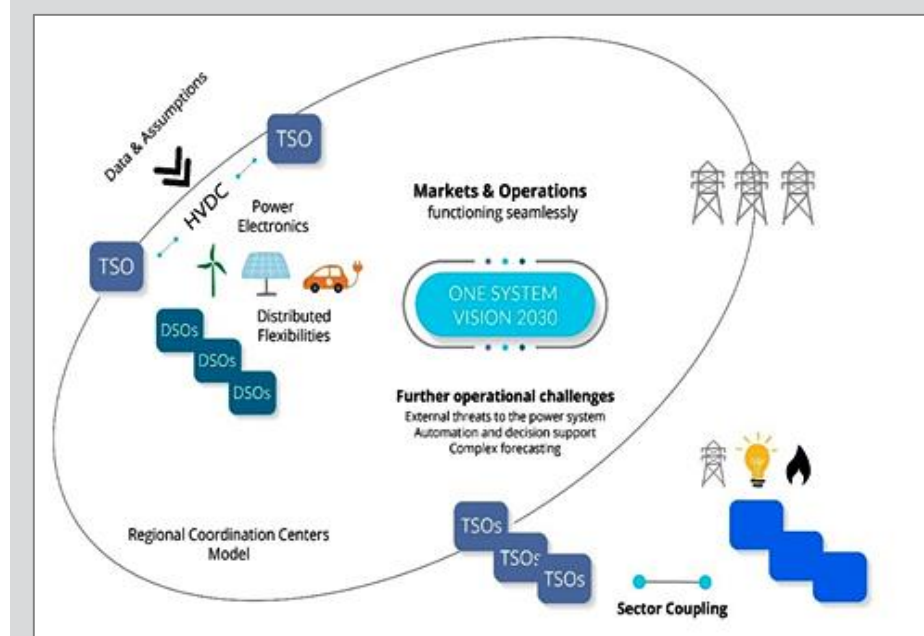 Data & Assumptions
TSO
HVDC
TSO
Power
Electronics
Distributed
Flexibilities
DSOs
DSOs
DSOs
Markets & Operations
functioning seamlessly
ONE SYSTEM
VISION 2030
Further operational challenges
External threats to the power system
Automation and decision support
Complex forecasting
Regional Coordination Centers
Model
TSOs
TSOs
TSOs
Sector Coupling